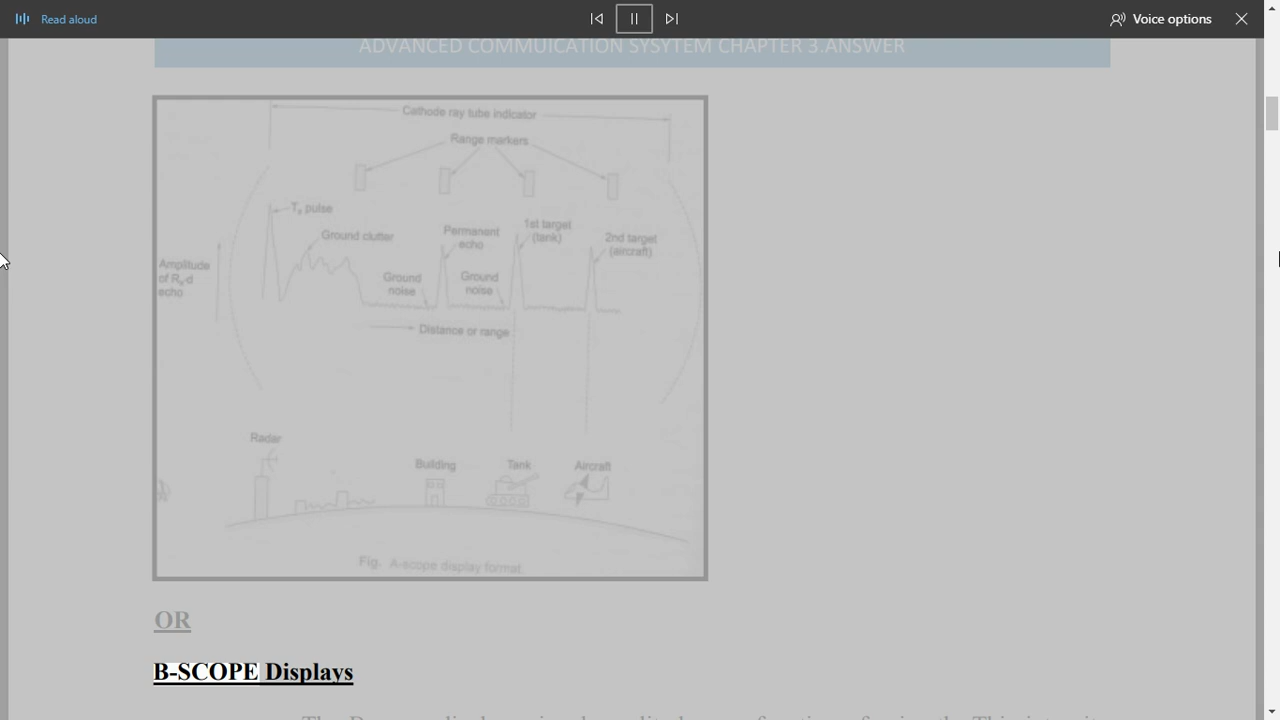 Read aloud
Voice options
ADVANCED COMMUICATION SYSYTEM CHAPTER 3.ANSWER
Cathode ray tube indicator
Range markers
Tx pulse
Ground clutter
Permanent
echo
1st target
(tank)
2nd target
(aircraft)
Amplitude
of Rx-d
echo
Ground
noise
Ground
noise
Distance or range
Radar
Building
Tank
Aircraft
Fig. A-scope display format.
OR
B-SCOPE Displays